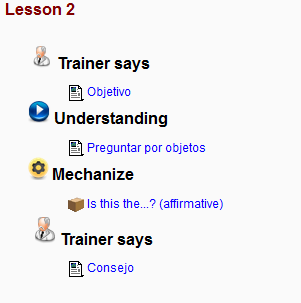 Lesson 2
Trainer says
Objetivo
Understanding
Preguntar por objetos
Mechanize
Is this the...? (affirmative)
Trainer says
Consejo